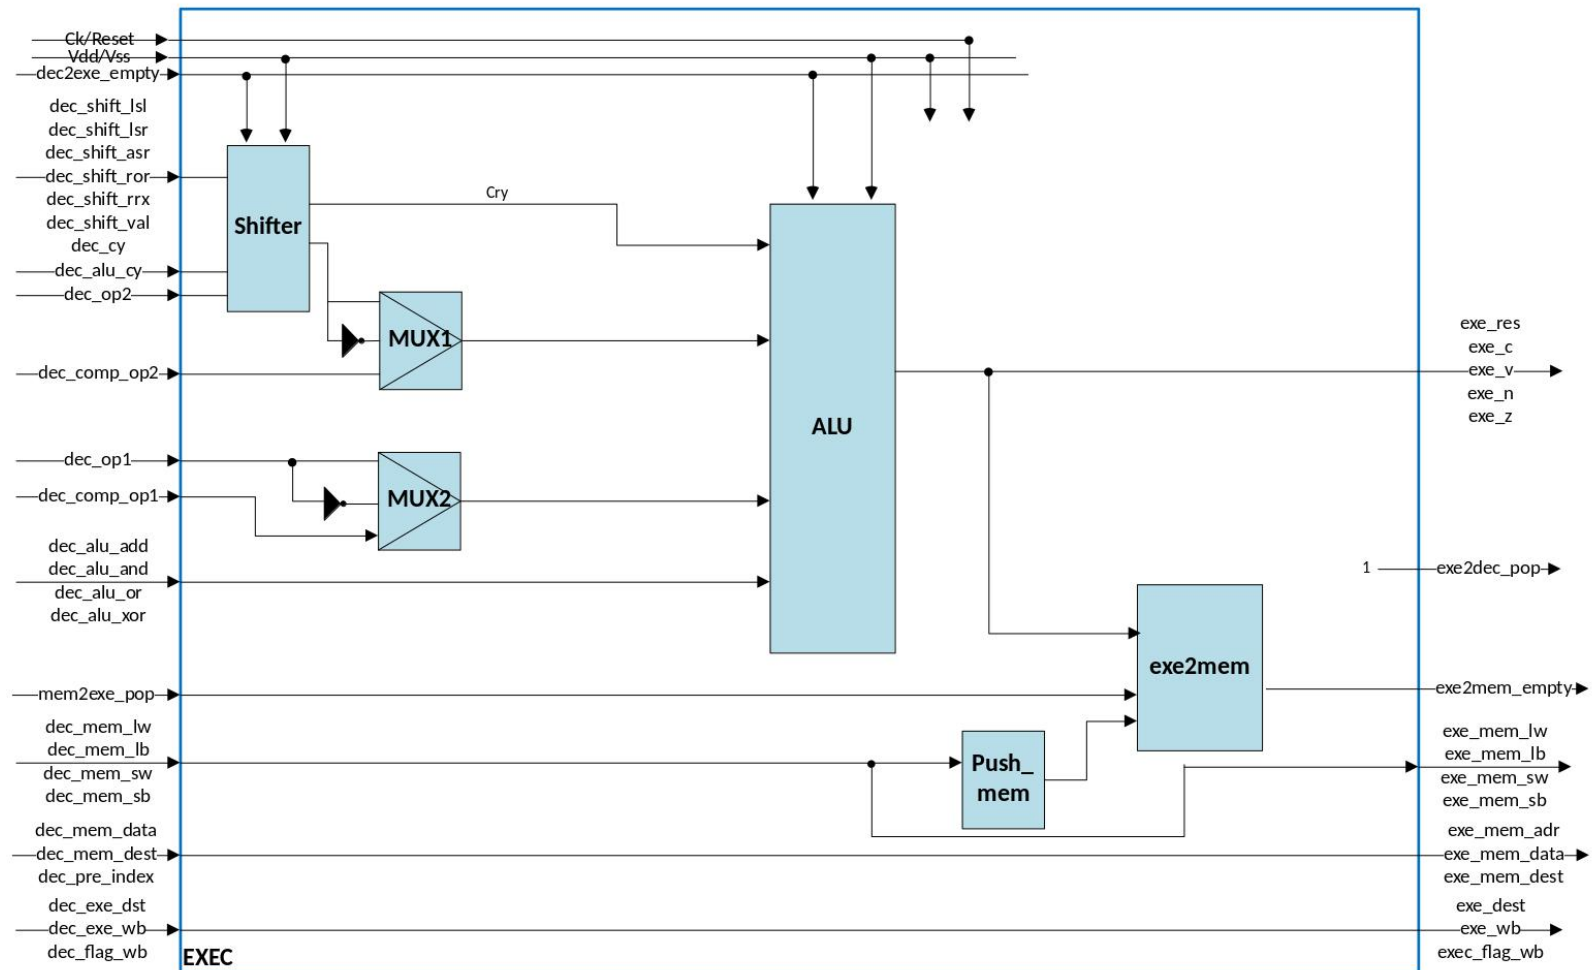 Ck/Reset
Vdd/Vss
dec2exe_empty
dec_shift_lsl
dec_shift_lsr
dec_shift_asr
dec_shift_ror
dec_shift_rrx
dec_shift_val
dec_cy
dec_alu_cy
dec_op2
dec_comp_op2
dec_op1
dec_comp_op1
dec_alu_add
dec_alu_and
dec_alu_or
dec_alu_xor
mem2exe_pop
dec_mem_lw
dec_mem_lb
dec_mem_sw
dec_mem_sb
dec_mem_data
dec_mem_dest
dec_pre_index
dec_exe_dst
dec_exe_wb
dec_flag_wb
EXEC
Shifter
Cry
MUX1
MUX2
ALU
Push_
mem
exe2mem
exe_res
exe_c
exe_v
exe_n
exe_z
1
exe2dec_pop
exe2mem_empty
exe_mem_lw
exe_mem_lb
exe_mem_sw
exe_mem_sb
exe_mem_adr
exe_mem_data
exe_mem_dest
exe_dest
exe_wb
exec_flag_wb